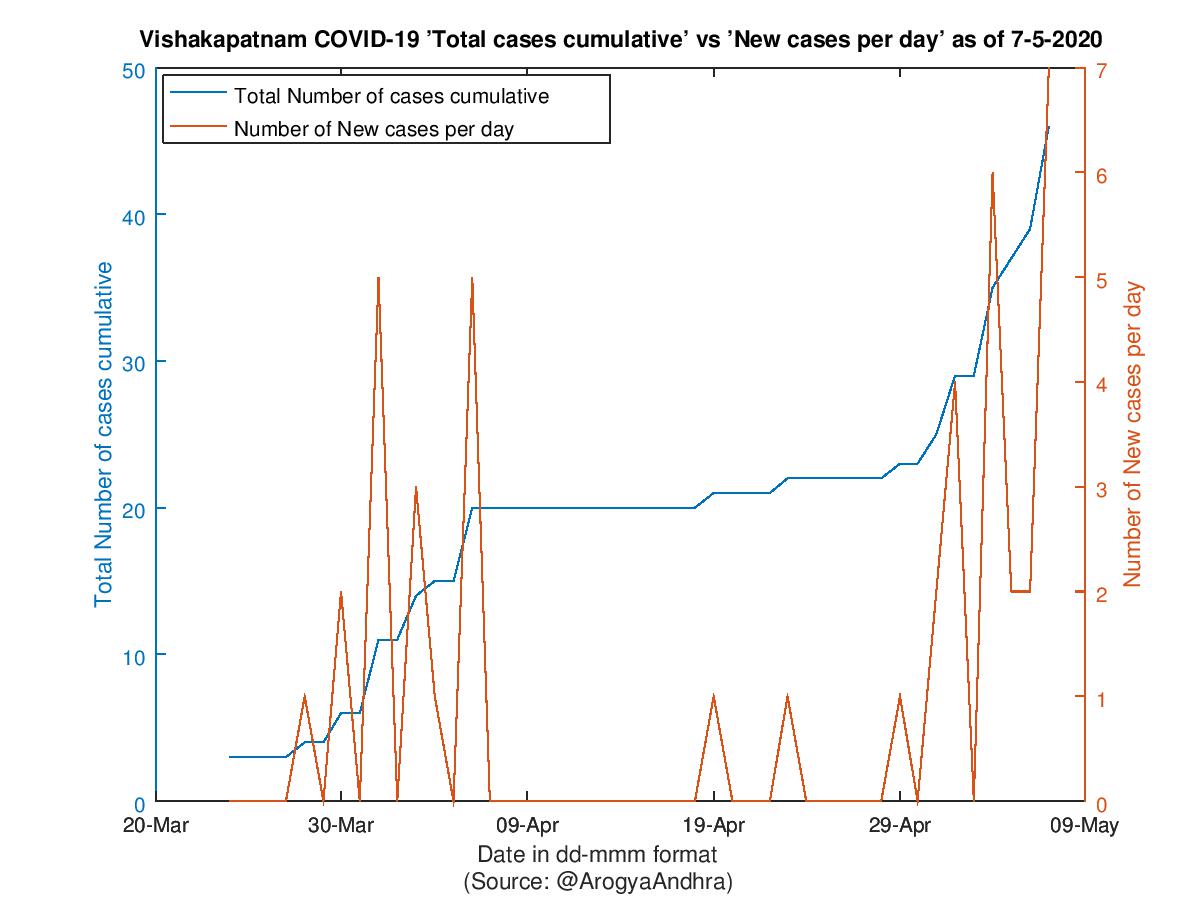 Vishakapatnam COVID-19 ’Total cases cumulative’ vs ’New cases per day’ as of 7-5-2020
Total Number of cases cumulative
Number of New cases per day
50
40
30
20
10
0
Total Number of cases cumulative
7
6
5
4
3
2
1
0
Number of New cases per day
20-Mar 30-Mar 09-Apr 19-Apr 29-Apr 09-May
Date in dd-mmm format
(Source: @ArogyaAndhra)